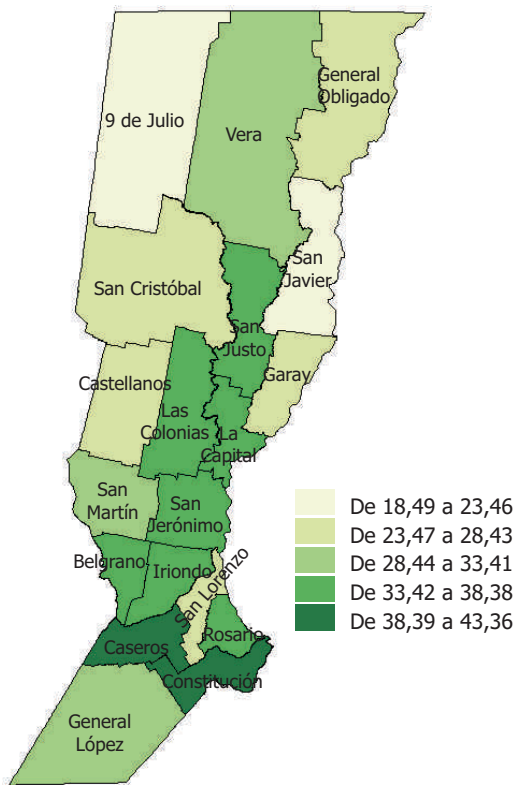 General
Obligado
9 de Julio
Vera
San
Javier
San Cristóbal
San
Justo
Garay
Castellanos
Las
Colonias
La
Capital
San
Martín
San
Jerónimo
Belgrano
Iriondo
San Lorenzo
Rosario
Caseros
Constitución
General
López
De 18,49 a 23,46
De 23,47 a 28,43
De 28,44 a 33,41
De 33,42 a 38,38
De 38,39 a 43,36